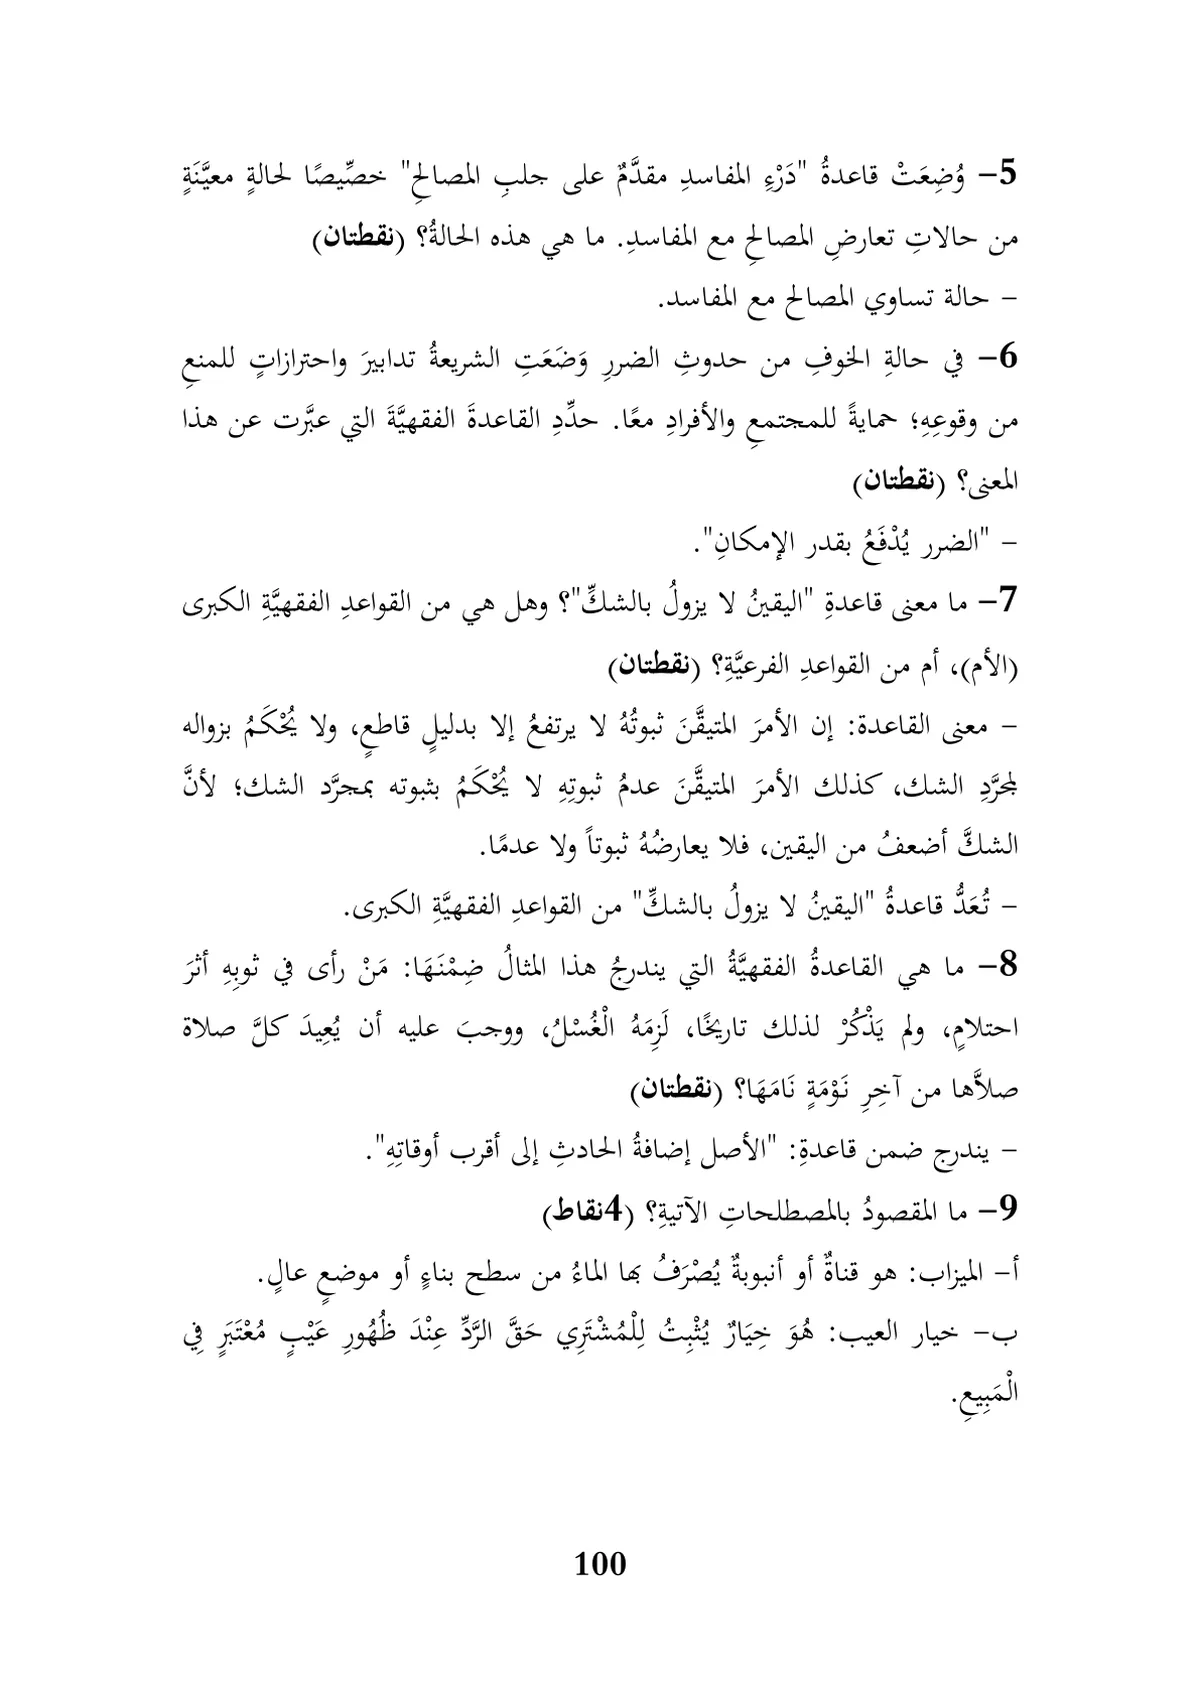 5- وُضِعَتْ قاعدةُ "دَرْءِ المفاسدِ مقدَّمٌ على جلبِ المصالحِ" خصِّيصًا لحالةٍ معيَّنَةٍ
من حالاتِ تعارضِ المصالحِ مع المفاسدِ. ما هي هذه الحالةُ؟ (نقطتان)
- حالة تساوي المصالح مع المفاسد.
6- في حالةِ الخوفِ من حدوثِ الضررِ وَضَعَتِ الشريعةُ تدابيرَ واحترازاتٍ للمنعِ
من وقوعِهِ؛ حمايةً للمجتمعِ والأفرادِ معًا. حدِّدِ القاعدةَ الفقهيَّةَ التي عبَّرت عن هذا
المعنى؟ (نقطتان)
- "الضرر يُدْفَعُ بقدر الإمكانِ".
7- ما معنى قاعدةِ "اليقينُ لا يزولُ بالشكِّ"؟ وهل هي من القواعدِ الفقهيَّةِ الكبرى
(الأم)، أم من القواعدِ الفرعيَّةِ؟ (نقطتان)
- معنى القاعدة: إن الأمرَ المتيقَّنَ ثبوتُهُ لا يرتفعُ إلا بدليلٍ قاطعٍ، ولا يُحْكَمُ بزواله
لمجرَّدِ الشك، كذلك الأمرَ المتيقَّنَ عدمُ ثبوتِهِ لا يُحْكَمُ بثبوته بمجرَّد الشك؛ لأنَّ
الشكَّ أضعفُ من اليقين، فلا يعارضُهُ ثبوتاً ولا عدمًا.
- تُعَدُّ قاعدةُ "اليقينُ لا يزولُ بالشكِّ" من القواعدِ الفقهيَّةِ الكبرى.
8- ما هي القاعدةُ الفقهيَّةُ التي يندرجُ هذا المثالُ ضِمْنَهَا: مَنْ رأى في ثوبِهِ أثرَ
احتلامٍ، ولم يَذْكُرْ لذلك تاريخًا، لَزِمَهُ الْغُسْلُ، ووجبَ عليه أن يُعِيدَ كلَّ صلاة
صلاَّها من آخِرِ نَوْمَةٍ نَامَهَا؟ (نقطتان)
- يندرج ضمن قاعدةِ: "الأصل إضافةُ الحادثِ إلى أقرب أوقاتِهِ".
9- ما المقصودُ بالمصطلحاتِ الآتيةِ؟ (4نقاط)
أ- الميزاب: هو قناةٌ أو أنبوبةٌ يُصْرَفُ بها الماءُ من سطح بناءٍ أو موضعٍ عالٍ.
ب- خيار العيب: هُوَ خِيَارٌ يُثْبِتُ لِلْمُشْتَرِي حَقَّ الرَّدِّ عِنْدَ ظُهُورِ عَيْبٍ مُعْتَبَرٍ فِي
الْمَبِيعِ.
100